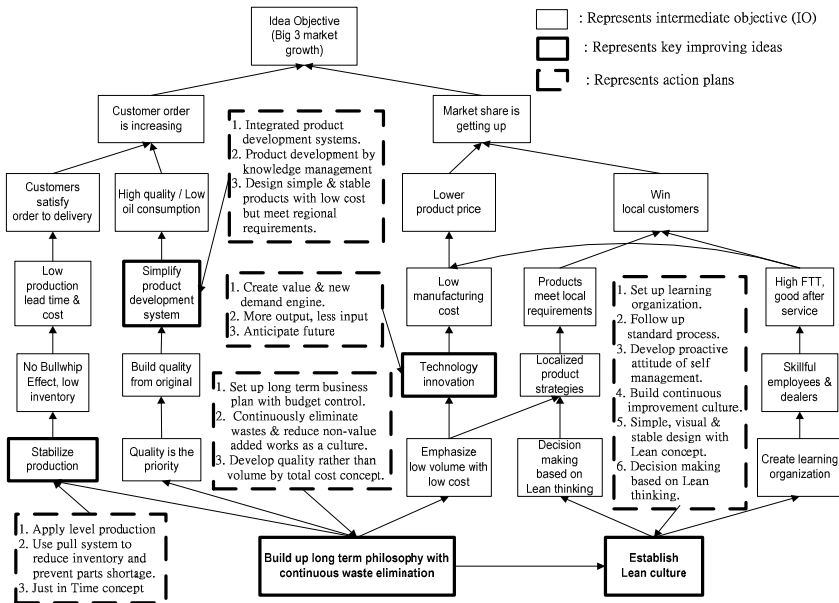 Idea Objective
(Big 3 market
growth)
: Represents intermediate objective (IO)
: Represents key improving ideas
: Represents action plans
Customer order
is increasing
1. Integrated product
development systems.
2. Product development by
knowledge management
3. Design simple & stable
products with low cost
but meet regional
requirements.
Market share is
getting up
Customers
satisfy
order to delivery
High quality / Low
oil consumption
Lower
product price
Win
local customers
Low
production
lead time &
cost
Simplify
product
development
system
1. Create value & new
demand engine.
2. More output, less input
3. Anticipate future
Low
manufacturing
cost
Products
meet local
requirements
1. Set up learning
organization.
2. Follow up
standard process.
3. Develop proactive
attitude of self
management.
4. Build continuous
improvement culture.
5. Simple, visual &
stable design with
Lean concept.
6. Decision making
based on Lean
thinking.
High FTT,
good after
service
No Bullwhip
Effect, low
inventory
Build quality
from original
1. Set up long term business
plan with budget control.
2. Continuously eliminate
wastes & reduce non-value
added works as a culture.
3. Develop quality rather than
volume by total cost concept.
Technology
innovation
Localized
product
strategies
Skillful
employees &
dealers
Stabilize
production
Quality is the
priority
Emphasize
low volume with
low cost
Decision
making
based on
Lean thinking
Create learning
organization
1. Apply level production
2. Use pull system to
reduce inventory and
prevent parts shortage.
3. Just in Time concept
Build up long term philosophy with
continuous waste elimination
Establish
Lean culture